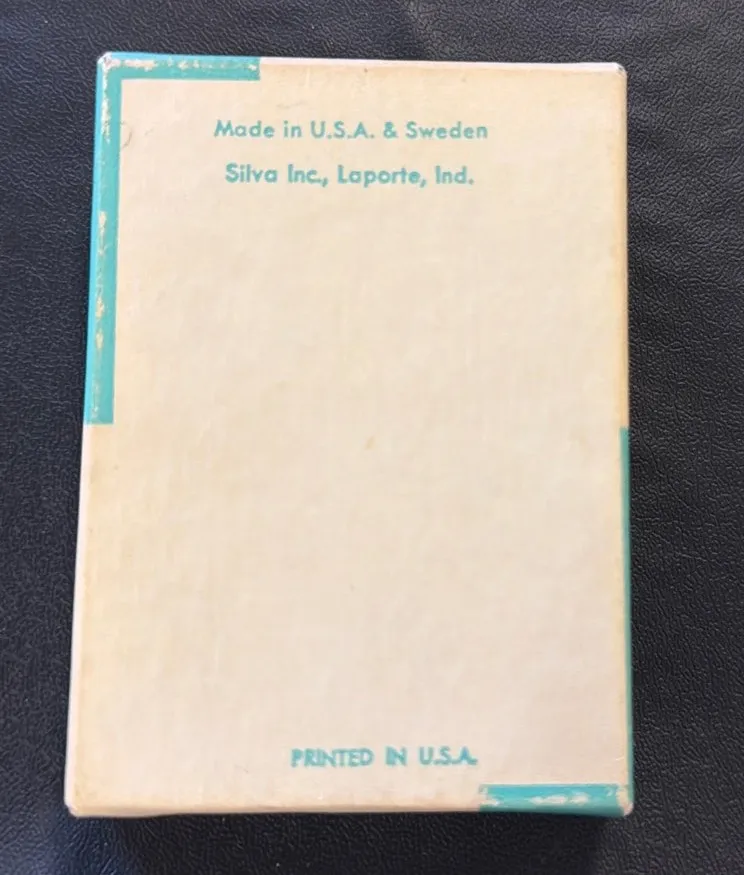 Made in U.S.A. & Sweden
Silva Inc., Laporte, Ind.
PRINTED IN U.S.A.